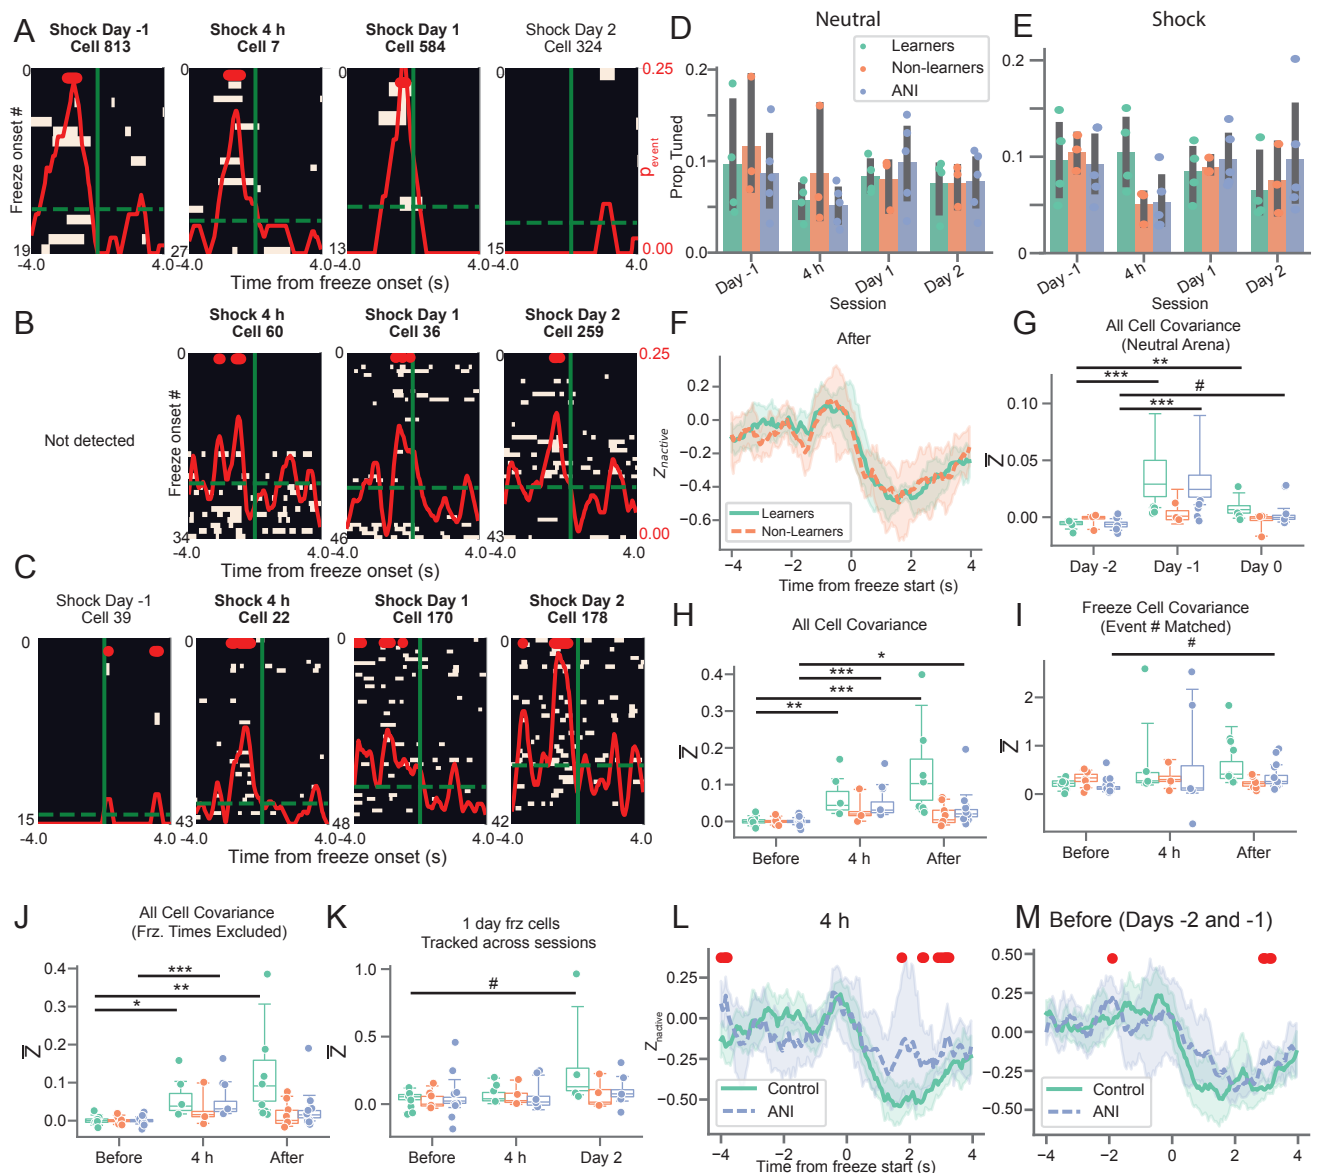 A
Shock Day -1
Cell 813
Shock 4 h
Cell 7
Shock Day 1
Cell 584
Shock Day 2
Cell 324
0
0
0
0
0.25
Freeze onset #
p event
19
27
13
15
0.00
-4.0
4.0
-4.0
4.0
-4.0
4.0
-4.0
4.0
Time from freeze onset (s)
B
Not detected
Shock 4 h
Cell 60
Shock Day 1
Cell 36
Shock Day 2
Cell 259
0
0
0
0.25
Freeze onset #
34
46
43
0.00
-4.0
4.0
-4.0
4.0
-4.0
4.0
Time from freeze onset (s)
C
Shock Day -1
Cell 39
Shock 4 h
Cell 22
Shock Day 1
Cell 170
Shock Day 2
Cell 178
0
0
0
0
15
43
48
42
-4.0
4.0
-4.0
4.0
-4.0
4.0
-4.0
4.0
Time from freeze onset (s)
D
Neutral
Learners
Non-learners
ANI
Prop Tuned
0.2
0.1
0.0
Day -1
4 h
Day 1
Day 2
Session
E
Shock
0.2
0.1
0
Day -1
4 h
Day 1
Day 2
Session
F
After
Znactive
0.2
0.0
−0.2
−0.4
−0.6
Learners
Non-Learners
−4
−2
0
2
4
Time from freeze start (s)
G
All Cell Covariance
(Neutral Arena)
**
***
#
***
Z
0.10
0.05
0.00
Day -2
Day -1
Day 0
H
All Cell Covariance
*
***
***
**
Z
0.4
0.3
0.2
0.1
0.0
Before
4 h
After
I
Freeze Cell Covariance
(Event # Matched)
#
Z
2
1
0
Before
4 h
After
J
All Cell Covariance
(Frz. Times Excluded)
***
**
*
Z
0.4
0.3
0.2
0.1
0.0
Before
4 h
After
K
1 day frz cells
Tracked across sessions
#
Z
1.0
0.5
0.0
Before
4 h
Day 2
L
4 h
Znactive
0.25
0.00
−0.25
−0.50
Control
ANI
−4
−2
0
2
4
Time from freeze start (s)
M
Before (Days -2 and -1)
0.50
0.25
0.00
−0.25
−0.50
Control
ANI
−4
−2
0
2
4